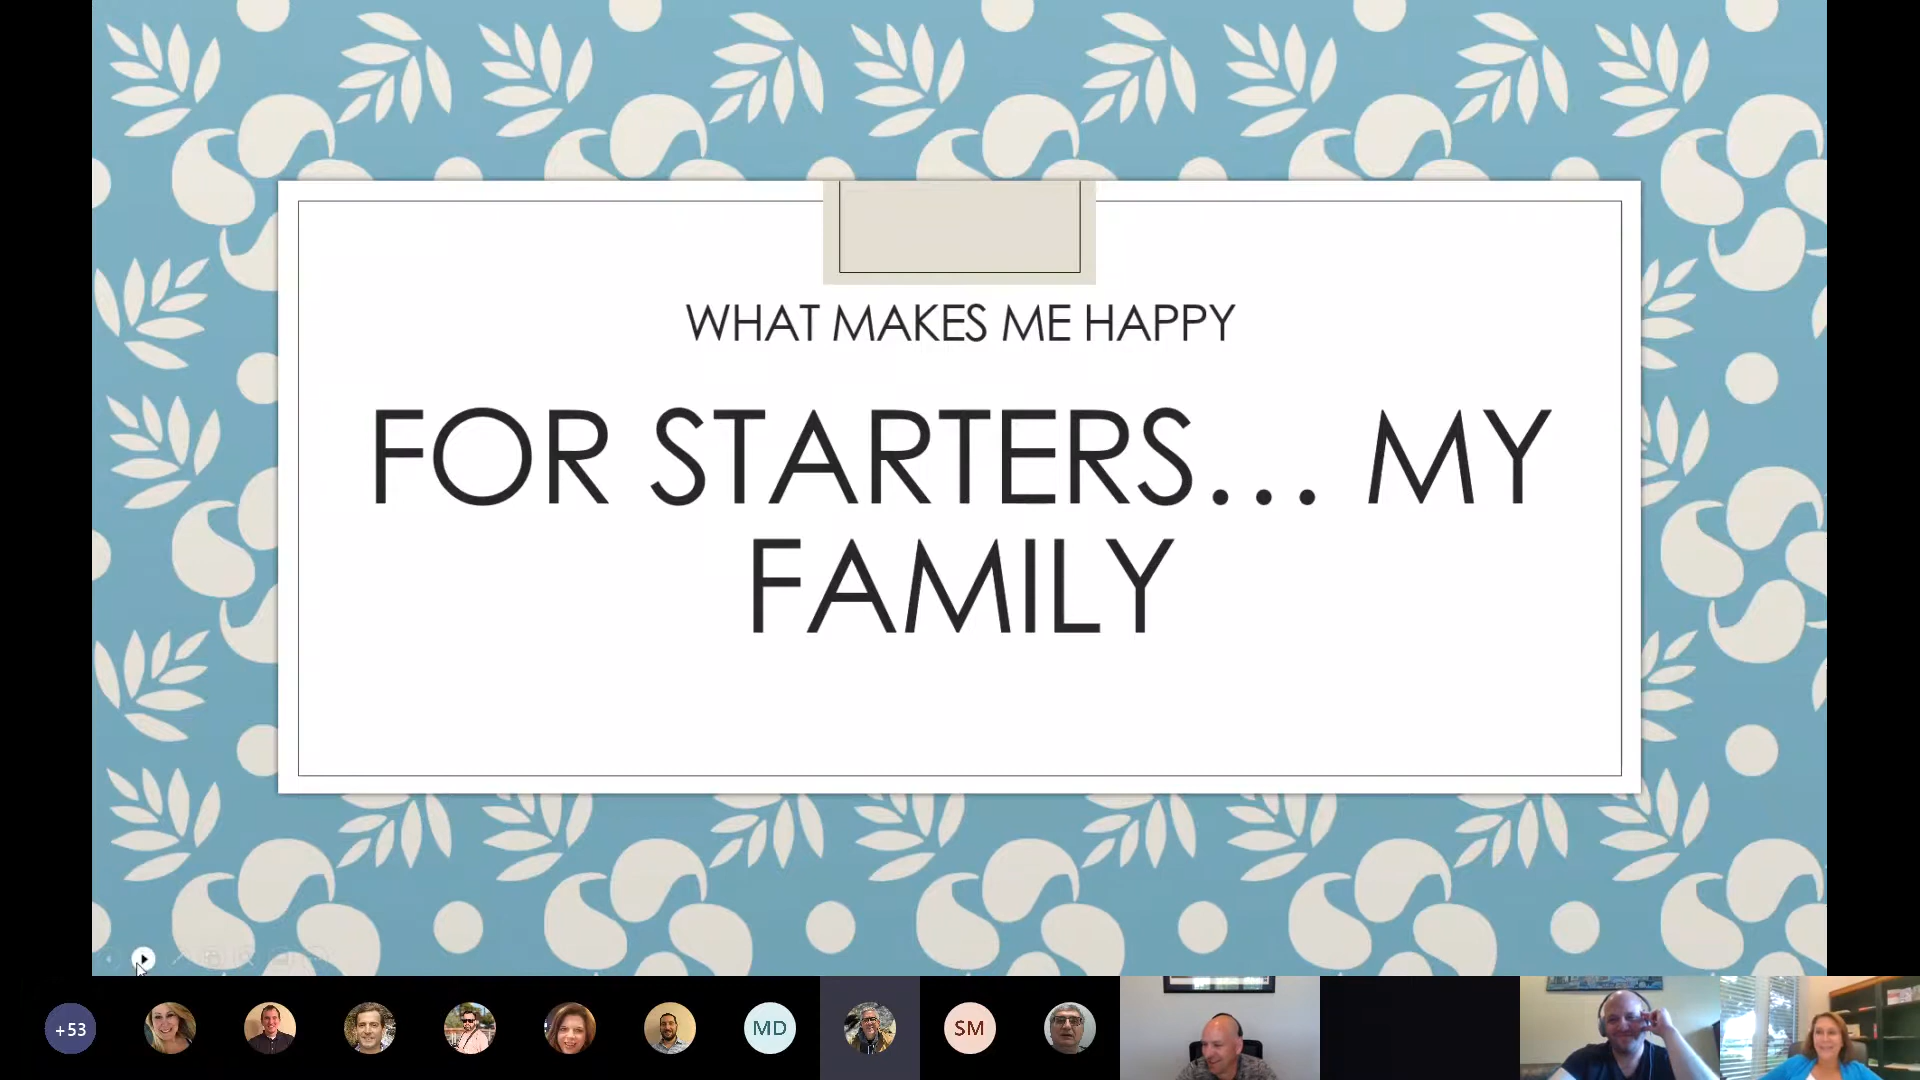 WHAT MAKES ME HAPPY
FOR STARTERS... MY
FAMILY
+53
MD
SM